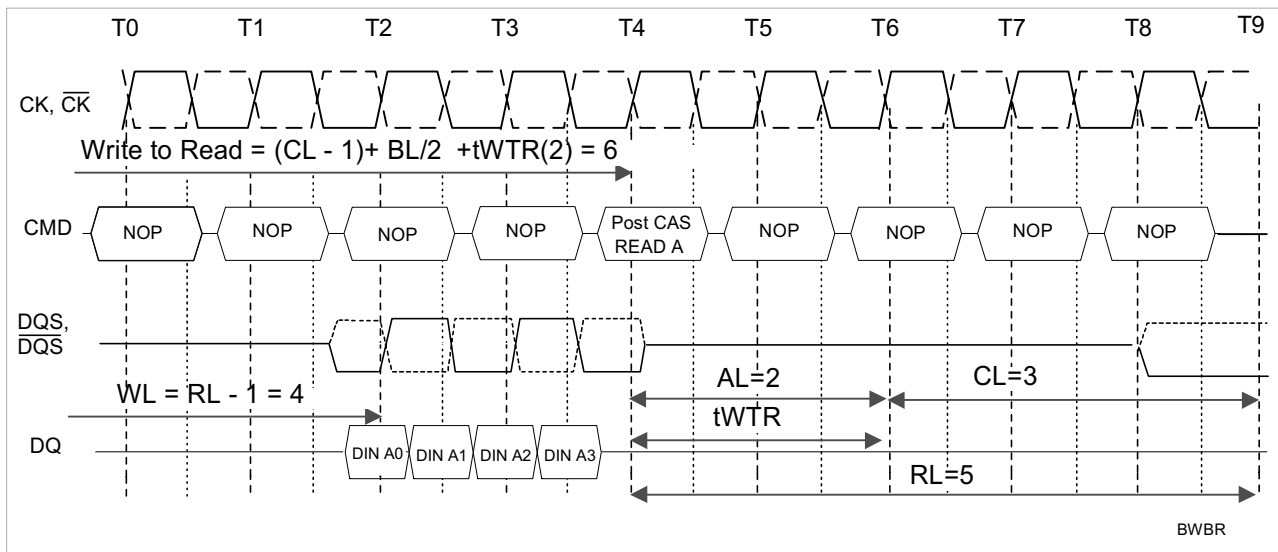 T0 T1 T2 T3 T4 T5 T6 T7 T8 T9
CK, CK
Write to Read = (CL - 1)+ BL/2 +tWTR(2) = 6
CMD
NOP NOP NOP NOP Post CAS READ A NOP NOP NOP NOP
DQS,
DQS
AL=2 CL=3
WL = RL - 1 = 4
tWTR
DQ
DIN A0 DIN A1 DIN A2 DIN A3
RL=5
BWBR